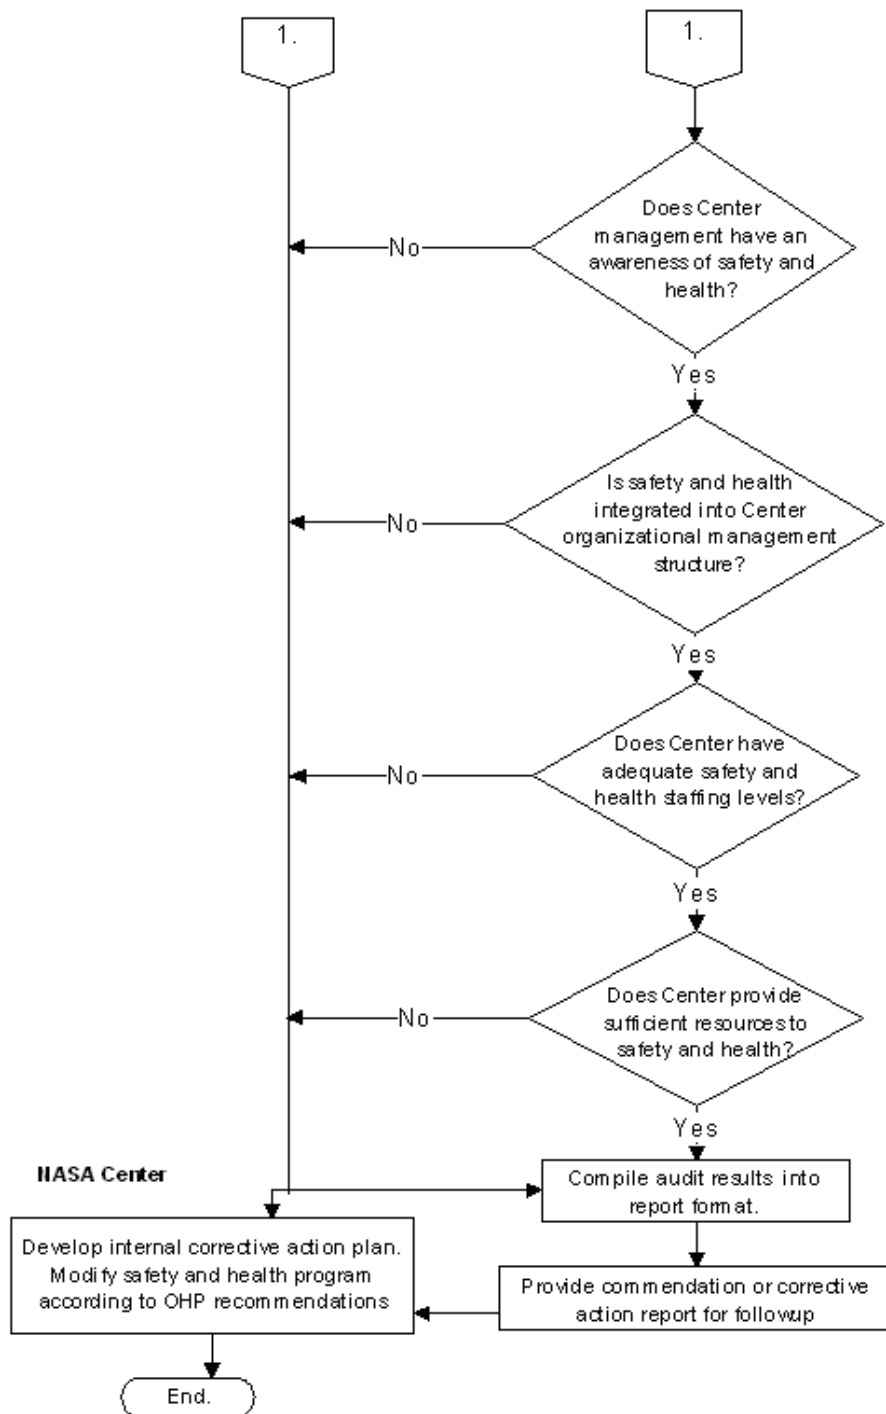 1.
1.
Does Center
management have an
awareness of safety and
health?
No
Yes
Is safety and health
integrated into Center
organizational management
structure?
No
Yes
Does Center have
adequate safety and
health staffing levels?
No
Yes
Does Center provide
sufficient resources to
safety and health?
No
Yes
NASA Center
Compile audit results into
report format.
Develop internal corrective action plan.
Modify safety and health program
according to OHP recommendations
Provide commendation or corrective
action report for followup
End.